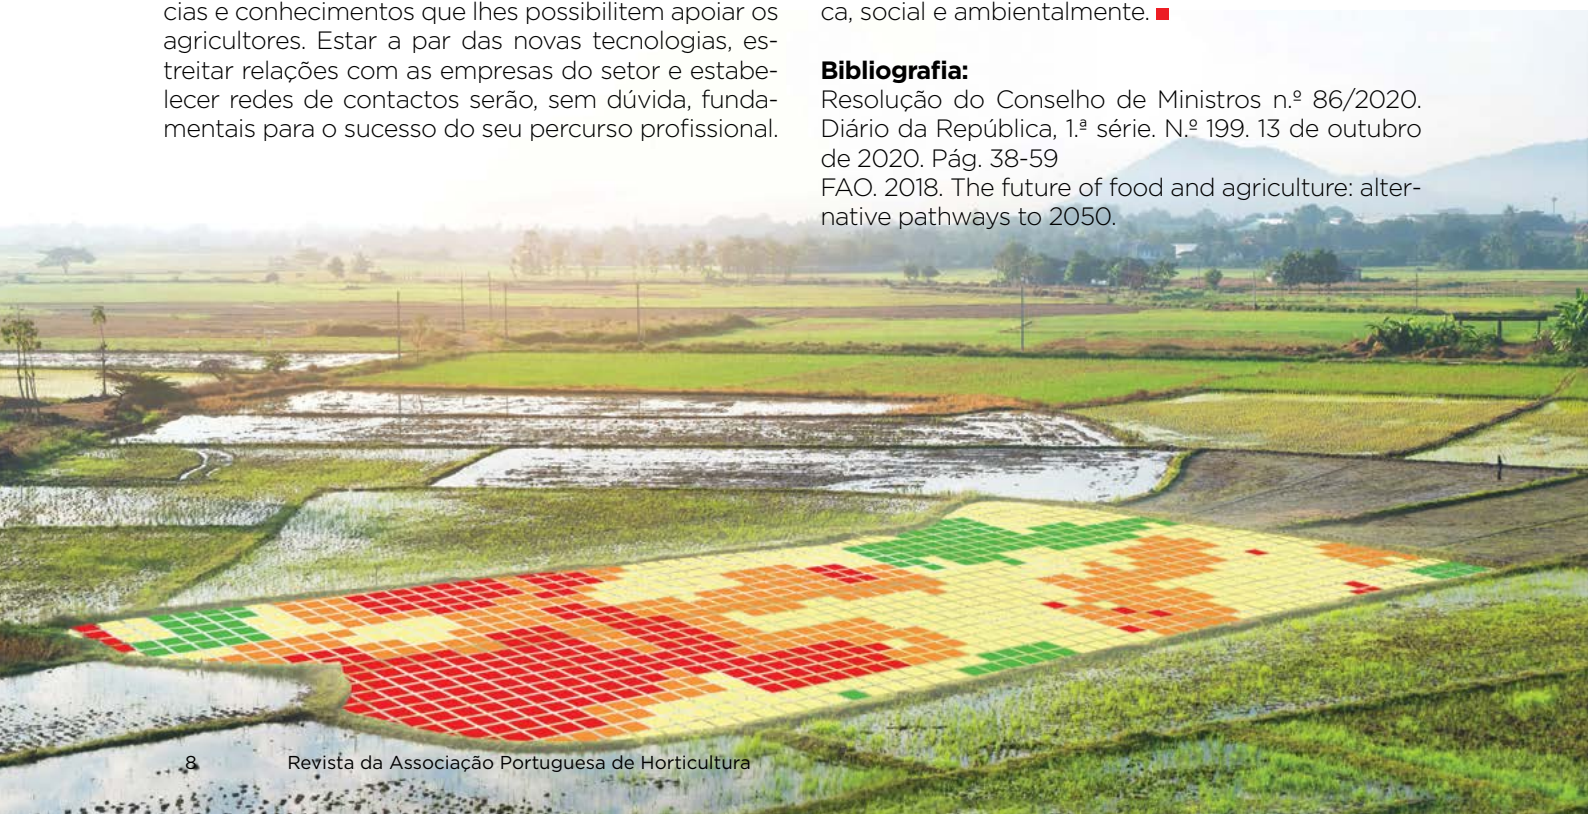 cias e conhecimentos que lhes possibilitem apoiar os
agricultores. Estar a par das novas tecnologias, es-
treitar relações com as empresas do setor e estabe-
lecer redes de contactos serão, sem dúvida, funda-
mentais para o sucesso do seu percurso profissional.
ca, social e ambientalmente.
Bibliografia:
Resolução do Conselho de Ministros n.º 86/2020.
Diário da República, 1.ª série. N.º 199. 13 de outubro
de 2020. Pág. 38-59
FAO. 2018. The future of food and agriculture: alter-
native pathways to 2050.
8 Revista da Associação Portuguesa de Horticultura